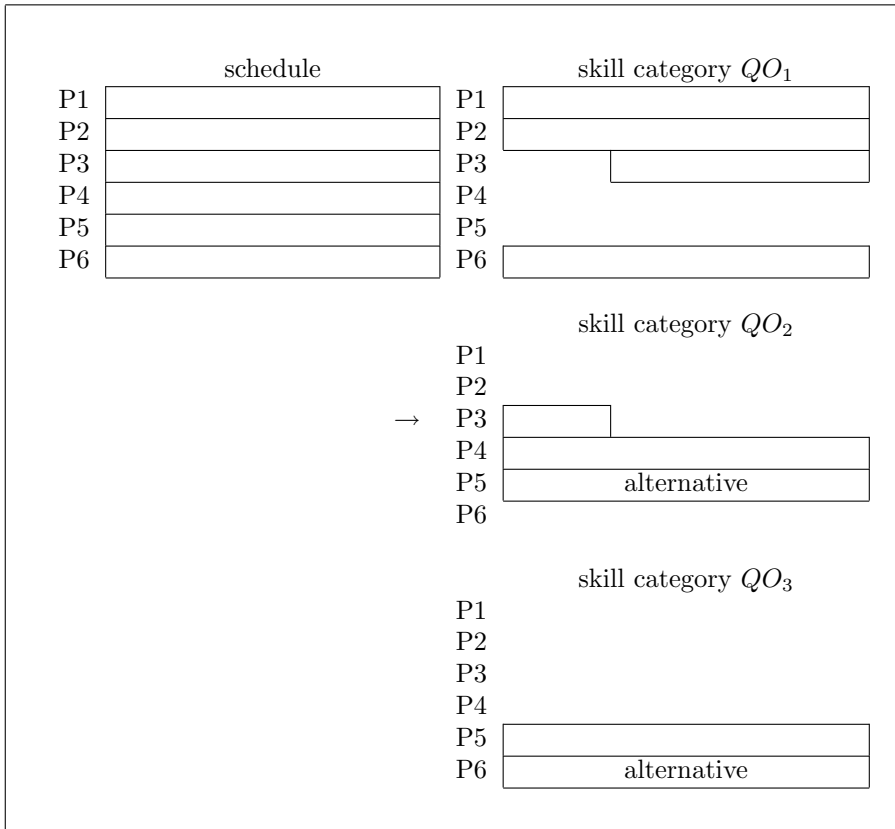 schedule skill category QO₁
P1 P1
P2 P2
P3 P3
P4 P4
P5 P5
P6 P6
skill category QO₂
P1
P2
→ P3
P4
P5 alternative
P6
skill category QO₃
P1
P2
P3
P4
P5
P6 alternative